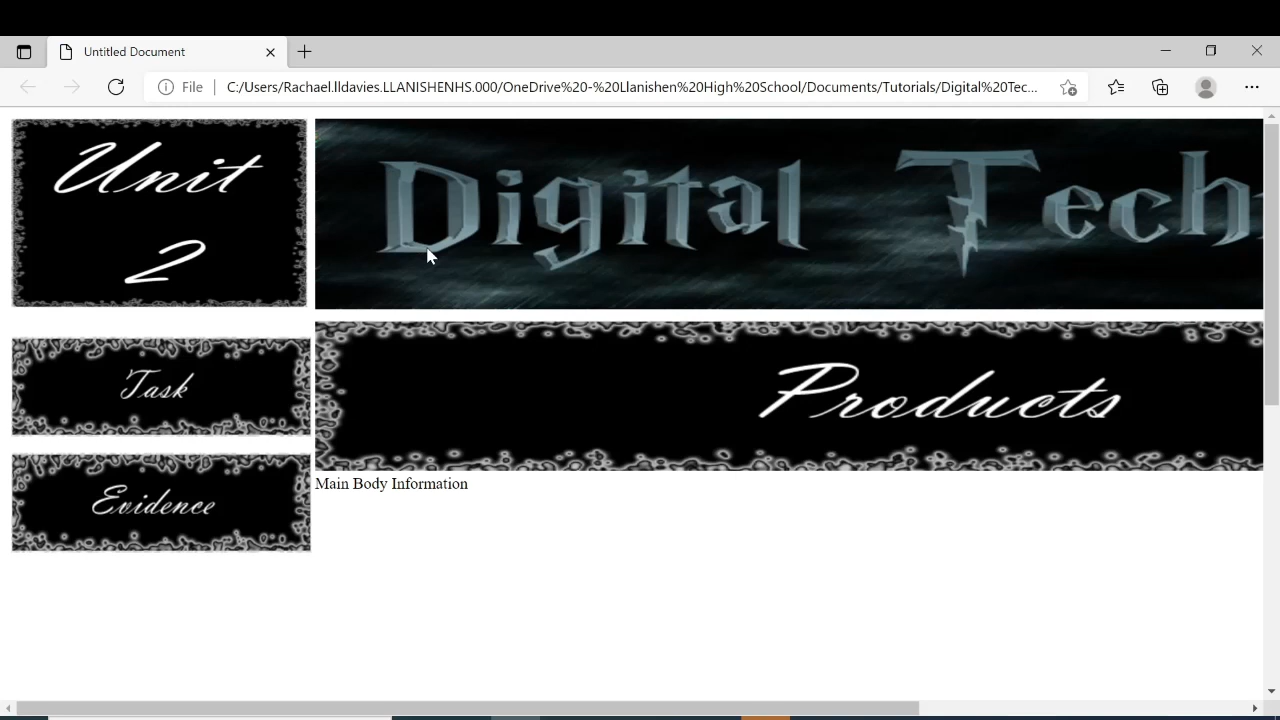 Untitled Document
File
C:/Users/Rachael.lldavies.LLANISHENHS.000/OneDrive%20-%20Llanishen%20High%20School/Documents/Tutorials/Digital%20Tec...
Unit
2
Digital Tech
Task
Products
Evidence
Main Body Information